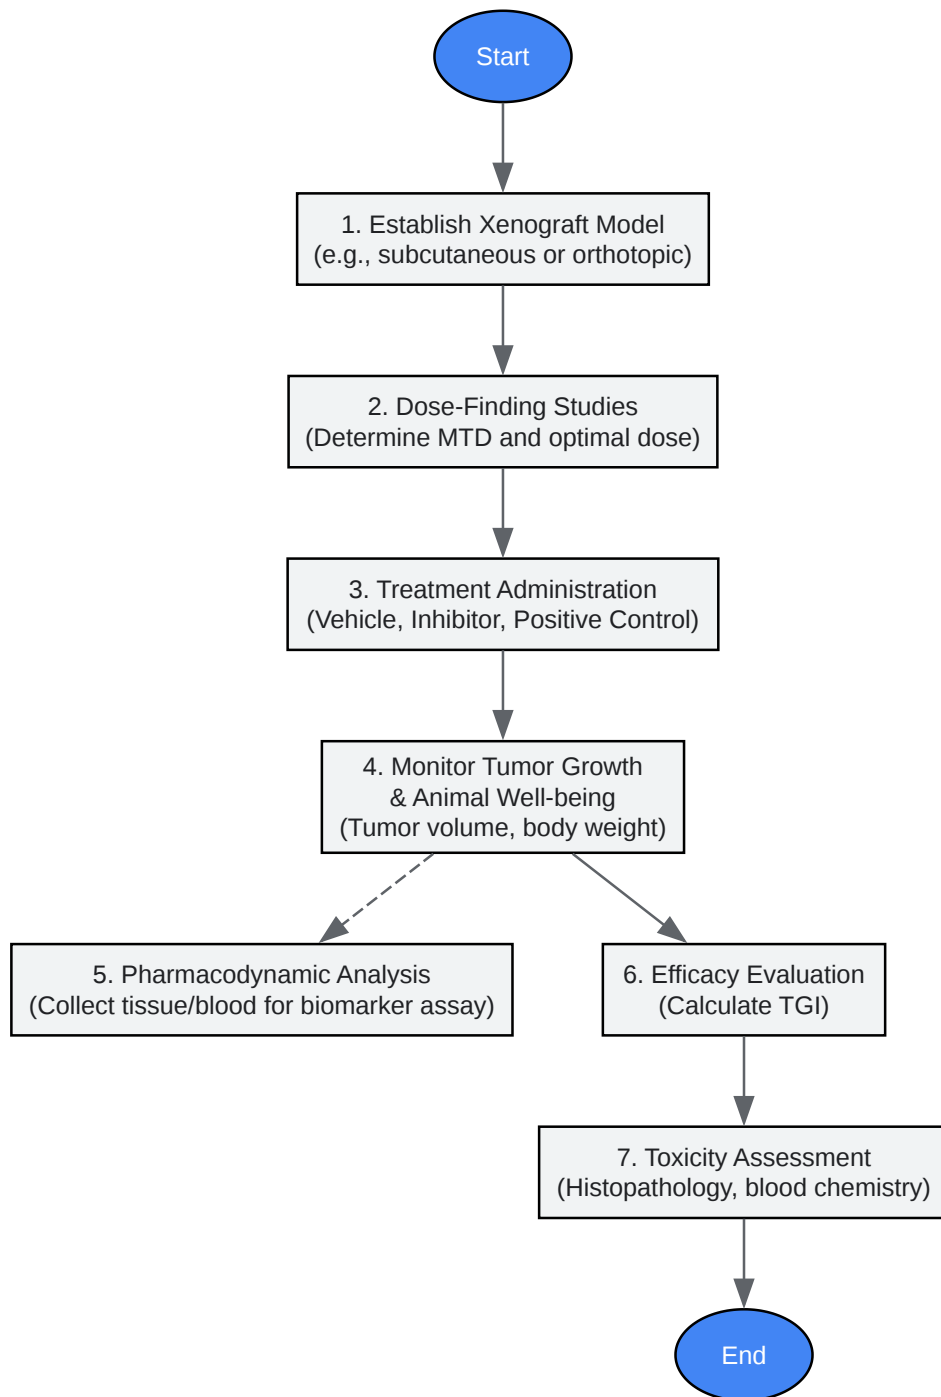 Start
1. Establish Xenograft Model
(e.g., subcutaneous or orthotopic)
2. Dose-Finding Studies
(Determine MTD and optimal dose)
3. Treatment Administration
(Vehicle, Inhibitor, Positive Control)
4. Monitor Tumor Growth
& Animal Well-being
(Tumor volume, body weight)
5. Pharmacodynamic Analysis
(Collect tissue/blood for biomarker assay)
6. Efficacy Evaluation
(Calculate TGI)
7. Toxicity Assessment
(Histopathology, blood chemistry)
End